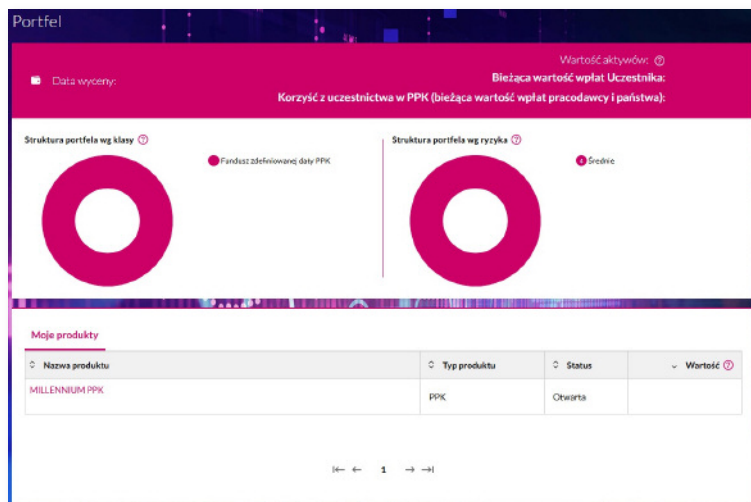 Portfel
Wartość aktywów:
Data wyceny:
Bieżąca wartość wpłat Uczestnika:
Korzyść z uczestnictwa w PPK (bieżąca wartość wpłat pracodawcy i państwa):
Struktura portfela wg klasy
Fundusz zdefiniowanej daty PPK
Struktura portfela wg ryzyka
4 Średnie
Moje produkty
Nazwa produktu Typ produktu Status Wartość
MILLENNIUM PPK PPK Otwarta
1